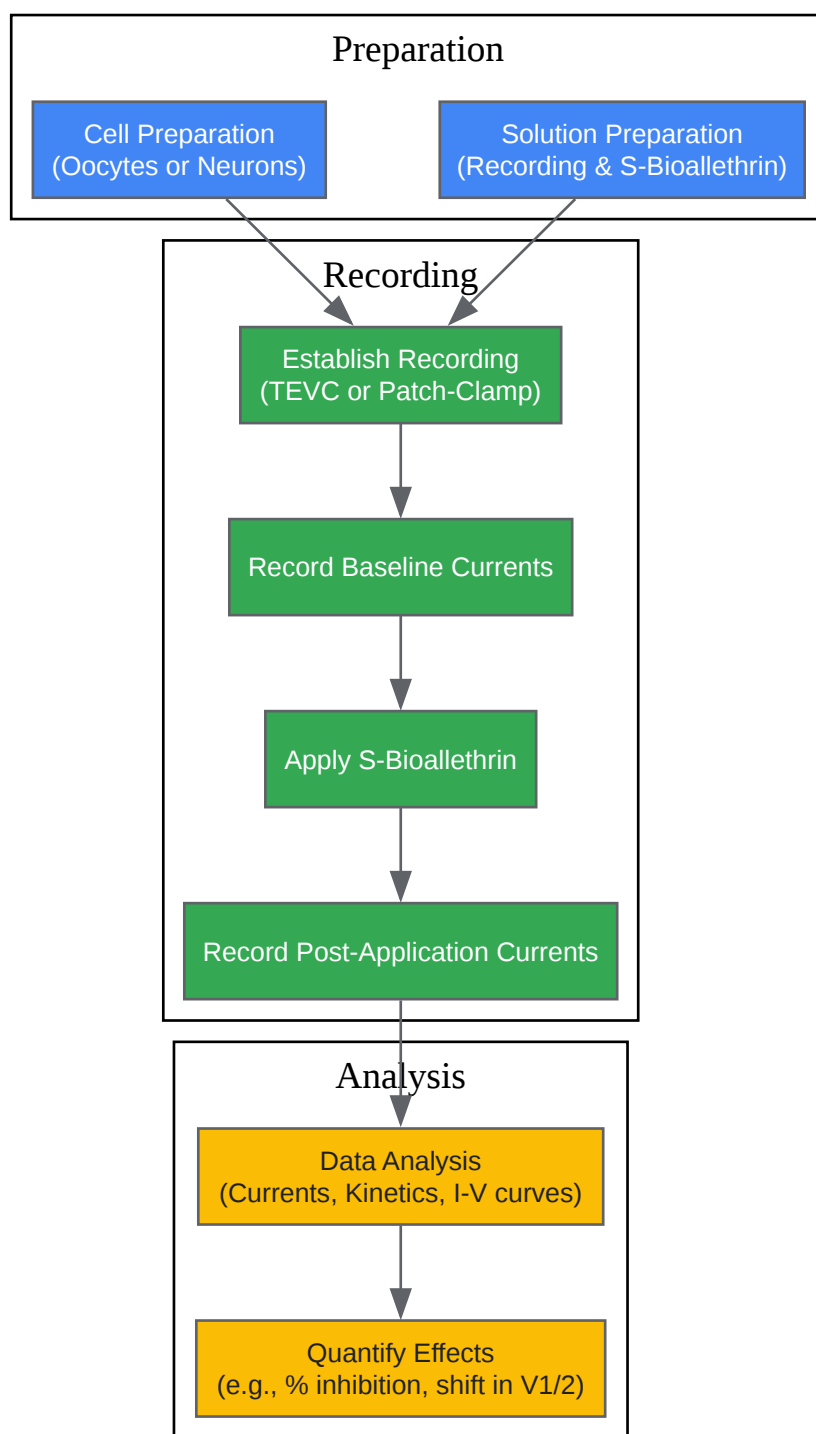 Preparation
Cell Preparation
(Oocytes or Neurons)
Solution Preparation
(Recording & S-Bioallethrin)
Recording
Establish Recording
(TEVC or Patch-Clamp)
Record Baseline Currents
Apply S-Bioallethrin
Record Post-Application Currents
Analysis
Data Analysis
(Currents, Kinetics, I-V curves)
Quantify Effects
(e.g., % inhibition, shift in V1/2)